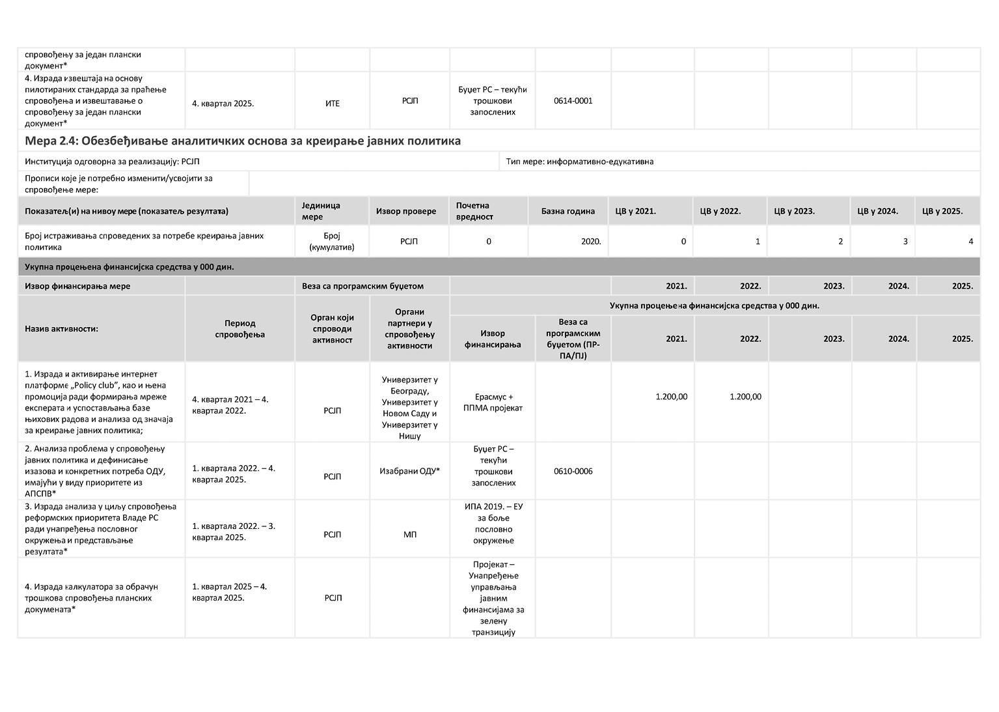 спровођењу за један плански
документ*
4. Израда извештаја на основу
пилотираних стандарда за праћење
спровођења и извештавање о
спровођењу за један плански
документ*
4. квартал 2025.
ИТЕ
РСЈП
Буџет РС – текући
трошкови
запослених
0614-0001
Мера 2.4: Обезбеђивање аналитичких основа за креирање јавних политика
Институција одговорна за реализацију: РСЈП
Тип мере: информативно-едукативна
Прописи које је потребно изменити/усвојити за
спровођење мере:
Показатељ(и) на нивоу мере (показатељ резултата)
Јединица
мере
Извор провере
Почетна
вредност
Базна година
ЦВ у 2021.
ЦВ у 2022.
ЦВ у 2023.
ЦВ у 2024.
ЦВ у 2025.
Број истраживања спроведених за потребе креирања јавних
политика
Број
(кумулатив)
РСЈП
0
2020.
0
1
2
3
4
Укупна процењена финансијска средства у 000 дин.
Извор финансирања мере
Веза са програмским буџетом
2021.
2022.
2023.
2024.
2025.
Назив активности:
Период
спровођења
Орган који
спроводи
активност
Органи
партнери у
спровођењу
активности
Укупна процењена финансијска средства у 000 дин.
Извор
финансирања
Веза са
програмским
буџетом (ПР-
ПА/ПЈ)
2021.
2022.
2023.
2024.
2025.
1. Израда и активирање интернет
платформе „Policy club”, као и њена
промоција ради формирања мреже
експерата и успостављања базе
њихових радова и анализа од значаја
за креирање јавних политика;
4. квартал 2021 – 4.
квартал 2022.
РСЈП
Универзитет у
Београду,
Универзитет у
Новом Саду и
Универзитет у
Нишу
Ерасмус +
ППМА пројекат
1.200,00
1.200,00
2. Анализа проблема у спровођењу
јавних политика и дефинисање
изазова и конкретних потреба ОДУ,
имајући у виду приоритете из
АПСПВ*
1. квартала 2022. – 4.
квартал 2025.
РСЈП
Изабрани ОДУ*
Буџет РС –
текући
трошкови
запослених
0610-0006
3. Израда анализа у циљу спровођења
реформских приоритета Владе РС
ради унапређења пословног
окружења и представљање
резултата*
1. квартала 2022. – 3.
квартал 2025.
РСЈП
МП
ИПА 2019. – ЕУ
за боље
пословно
окружење
4. Израда калкулатора за обрачун
трошкова спровођења планских
докумената*
1. квартал 2025 – 4.
квартал 2025.
РСЈП
Пројекат –
Унапређење
управљања
јавним
финансијама за
зелену
транзицију